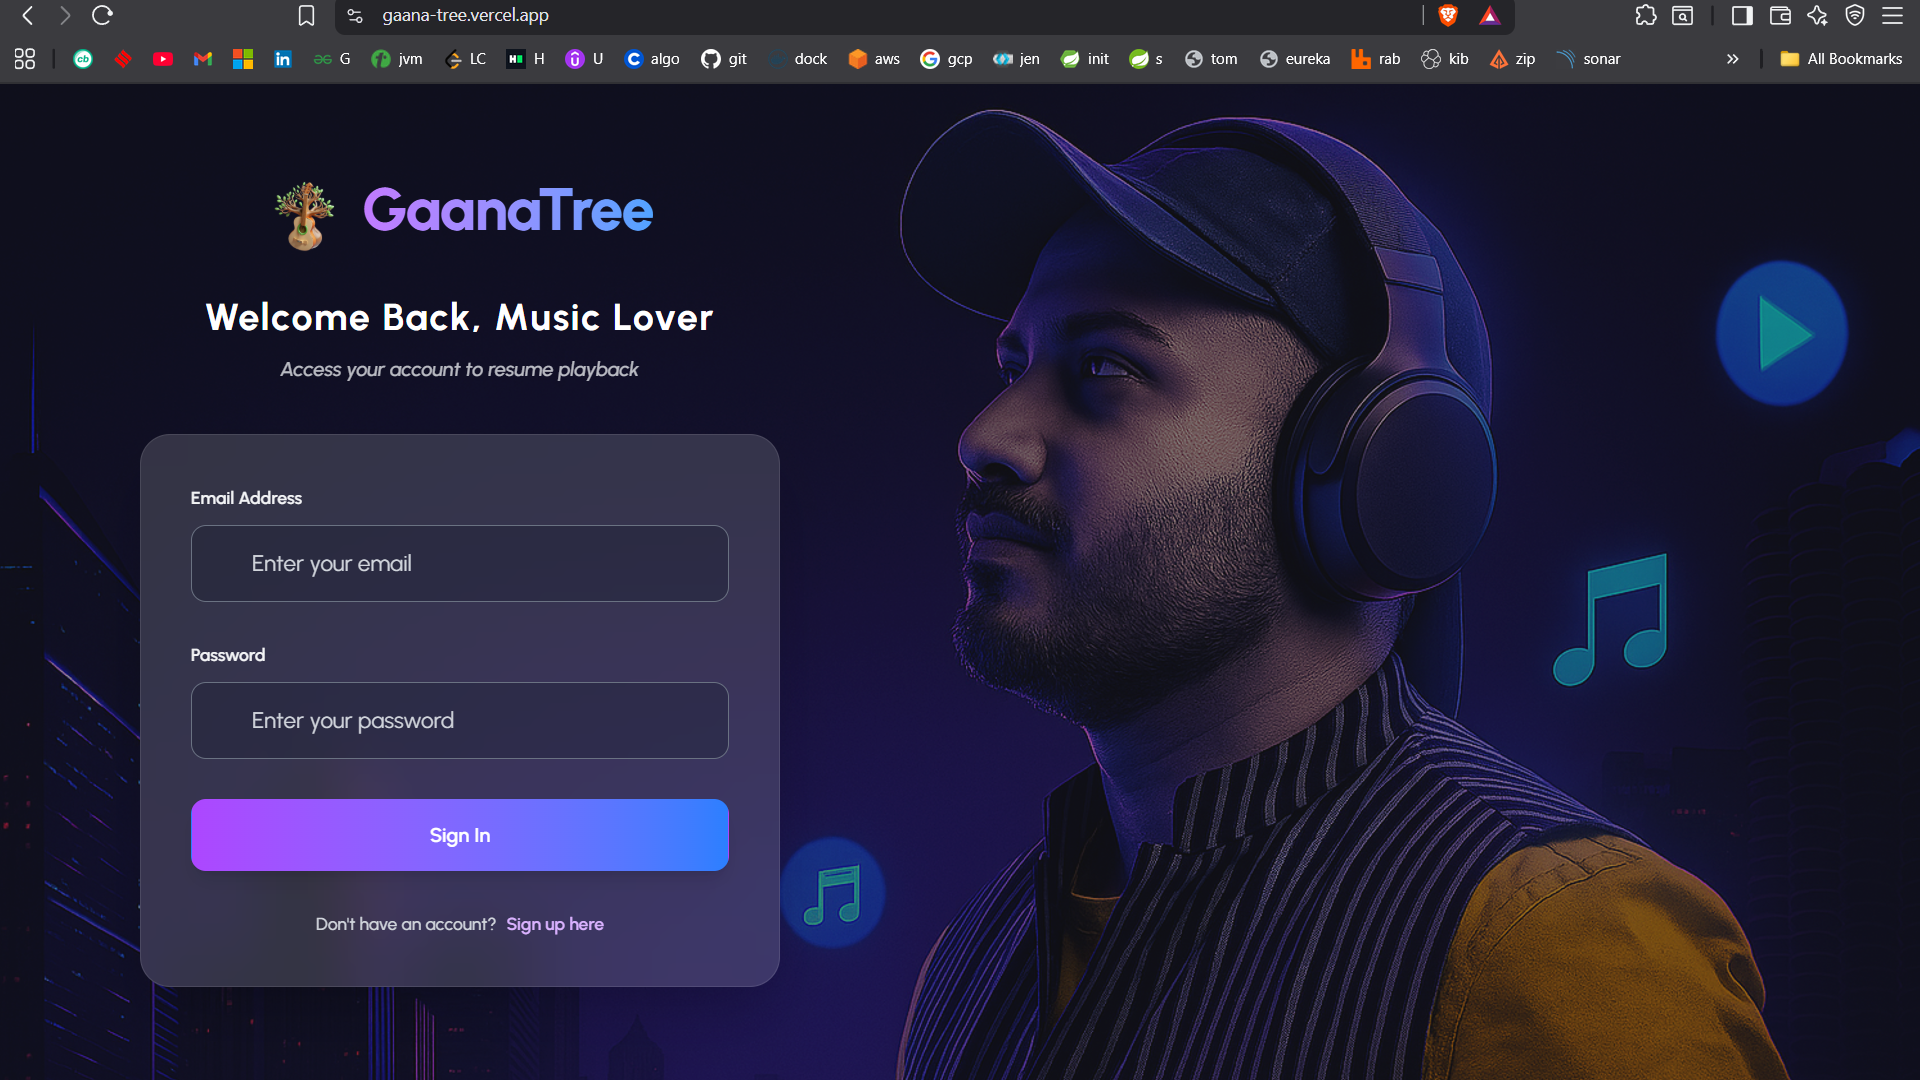 gaana-tree.vercel.app
G jvm LC H U algo git dock aws gcp jen init s tom eureka rab kib zip sonar » All Bookmarks
GaanaTree
Welcome Back, Music Lover
Access your account to resume playback
Email Address
Enter your email
Password
Enter your password
Sign In
Don't have an account? Sign up here